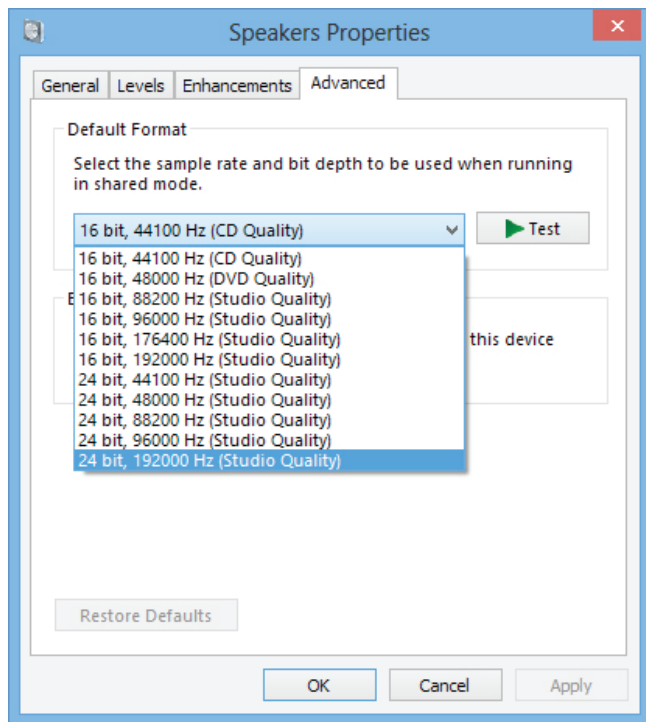 Speakers Properties
General
Levels
Enhancements
Advanced
Default Format
Select the sample rate and bit depth to be used when running
in shared mode.
16 bit, 44100 Hz (CD Quality)
Test
16 bit, 44100 Hz (CD Quality)
16 bit, 48000 Hz (DVD Quality)
16 bit, 88200 Hz (Studio Quality)
16 bit, 96000 Hz (Studio Quality)
16 bit, 176400 Hz (Studio Quality)
this device
16 bit, 192000 Hz (Studio Quality)
24 bit, 44100 Hz (Studio Quality)
24 bit, 48000 Hz (Studio Quality)
24 bit, 88200 Hz (Studio Quality)
24 bit, 96000 Hz (Studio Quality)
24 bit, 192000 Hz (Studio Quality)
Restore Defaults
OK
Cancel
Apply